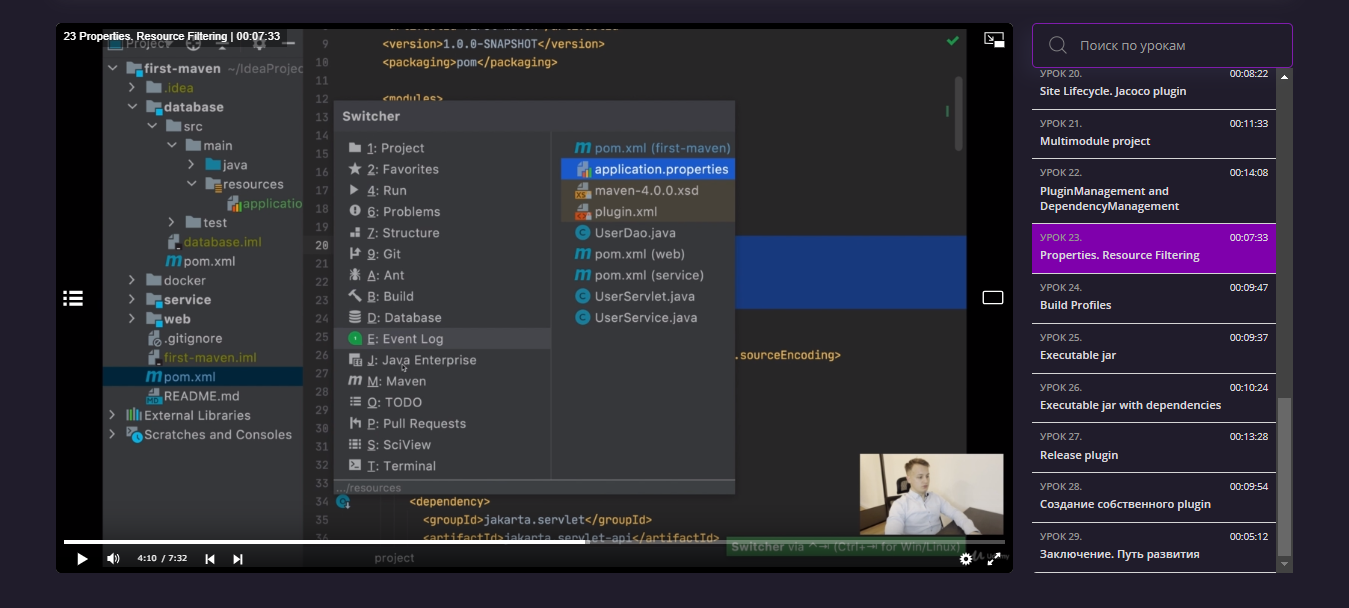 23 Properties. Resource Filtering | 00:07:33
Project
first-maven ~/IdeaProjec
.idea
database
src
main
java
resources
applicatio
test
database.iml
pom.xml
docker
service
web
.gitignore
first-maven.iml
pom.xml
README.md
External Libraries
Scratches and Consoles
9 <version>1.0.0-SNAPSHOT</version>
10 <packaging>pom</packaging>
11
12 <modules>
13
14
15
16
17
18
19
20
21
22
23
24
25
26 .sourceEncoding>
27
28
29
30
31
32
33
34 <dependency>
35 <groupId>jakarta.servlet</groupId>
36 <artifactId>jakarta.servlet-api</artifactId>
project
Switcher
1: Project
2: Favorites
4: Run
6: Problems
7: Structure
9: Git
A: Ant
B: Build
D: Database
E: Event Log
J: Java Enterprise
M: Maven
O: TODO
P: Pull Requests
S: SciView
T: Terminal
pom.xml (first-maven)
application.properties
maven-4.0.0.xsd
plugin.xml
UserDao.java
pom.xml (web)
pom.xml (service)
UserServlet.java
UserService.java
.../resources
Switcher via ^⇥ (Ctrl+⇥ for Win/Linux)
4:10 / 7:32
Поиск по урокам
УРОК 20. 00:08:22
Site Lifecycle. Jacoco plugin
УРОК 21. 00:11:33
Multimodule project
УРОК 22. 00:14:08
PluginManagement and
DependencyManagement
УРОК 23. 00:07:33
Properties. Resource Filtering
УРОК 24. 00:09:47
Build Profiles
УРОК 25. 00:09:37
Executable jar
УРОК 26. 00:10:24
Executable jar with dependencies
УРОК 27. 00:13:28
Release plugin
УРОК 28. 00:09:54
Создание собственного plugin
УРОК 29. 00:05:12
Заключение. Путь развития